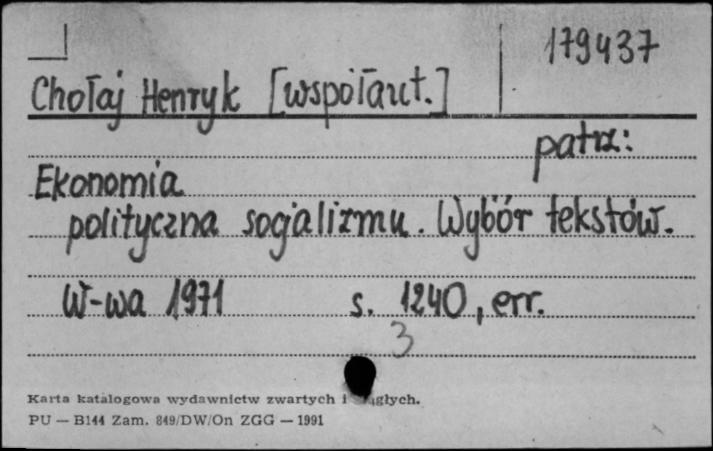 179437
Chołaj Henryk [współaut.]
patrz:
Ekonomia
polityczna socjalizmu. Wybór tekstów.
W-wa 1971 s. 1240, err.
3
Karta katalogowa wydawnictw zwartych i
PU — B144 Zam. 849/DW/On ZGG — 1991